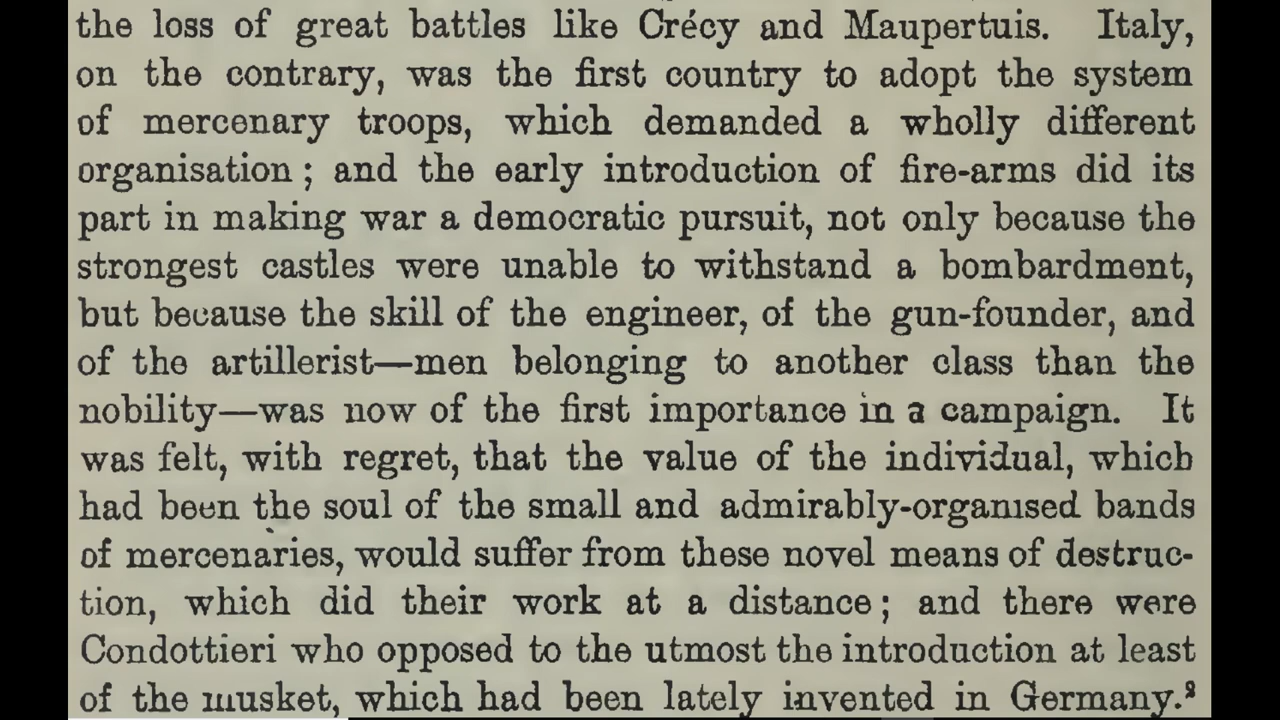 the loss of great battles like Crécy and Maupertuis. Italy,
on the contrary, was the first country to adopt the system
of mercenary troops, which demanded a wholly different
organisation ; and the early introduction of fire-arms did its
part in making war a democratic pursuit, not only because the
strongest castles were unable to withstand a bombardment,
but because the skill of the engineer, of the gun-founder, and
of the artillerist—men belonging to another class than the
nobility—was now of the first importance in a campaign. It
was felt, with regret, that the value of the individual, which
had been the soul of the small and admirably-organised bands
of mercenaries, would suffer from these novel means of destruc-
tion, which did their work at a distance ; and there were
Condottieri who opposed to the utmost the introduction at least
of the musket, which had been lately invented in Germany.²